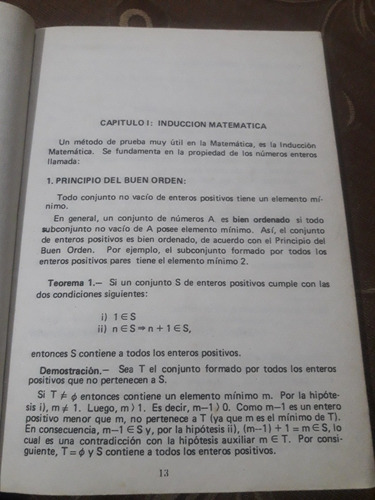 CAPITULO I: INDUCCION MATEMATICA
Un método de prueba muy útil en la Matemática, es la Inducción
Matemática. Se fundamenta en la propiedad de los números enteros
llamada:
1. PRINCIPIO DEL BUEN ORDEN:
Todo conjunto no vacío de enteros positivos tiene un elemento mí-
nimo.
En general, un conjunto de números A es bien ordenado si todo
subconjunto no vacío de A posee elemento mínimo. Así, el conjunto
de enteros positivos es bien ordenado, de acuerdo con el Principio del
Buen Orden. Por ejemplo, el subconjunto formado por todos los
enteros positivos pares tiene el elemento mínimo 2.
Teorema 1.— Si un conjunto S de enteros positivos cumple con las
dos condiciones siguientes:
i) 1 ∈ S
ii) n ∈ S ⇒ n + 1 ∈ S,
entonces S contiene a todos los enteros positivos.
Demostración.— Sea T el conjunto formado por todos los enteros
positivos que no pertenecen a S.
Si T ≠ ϕ entonces contiene un elemento mínimo m. Por la hipóte-
sis i), m ≠ 1. Luego, m ⟩ 1. Es decir, m—1 ⟩ 0. Como m—1 es un entero
positivo menor que m, no pertenece a T (ya que m es el mínimo de T).
En consecuencia, m—1 ∈ S y, por la hipótesis ii), (m—1) + 1 = m ∈ S, lo
cual es una contradicción con la hipótesis auxiliar m ∈ T. Por consi-
guiente, T = ϕ y S contiene a todos los enteros positivos.
13